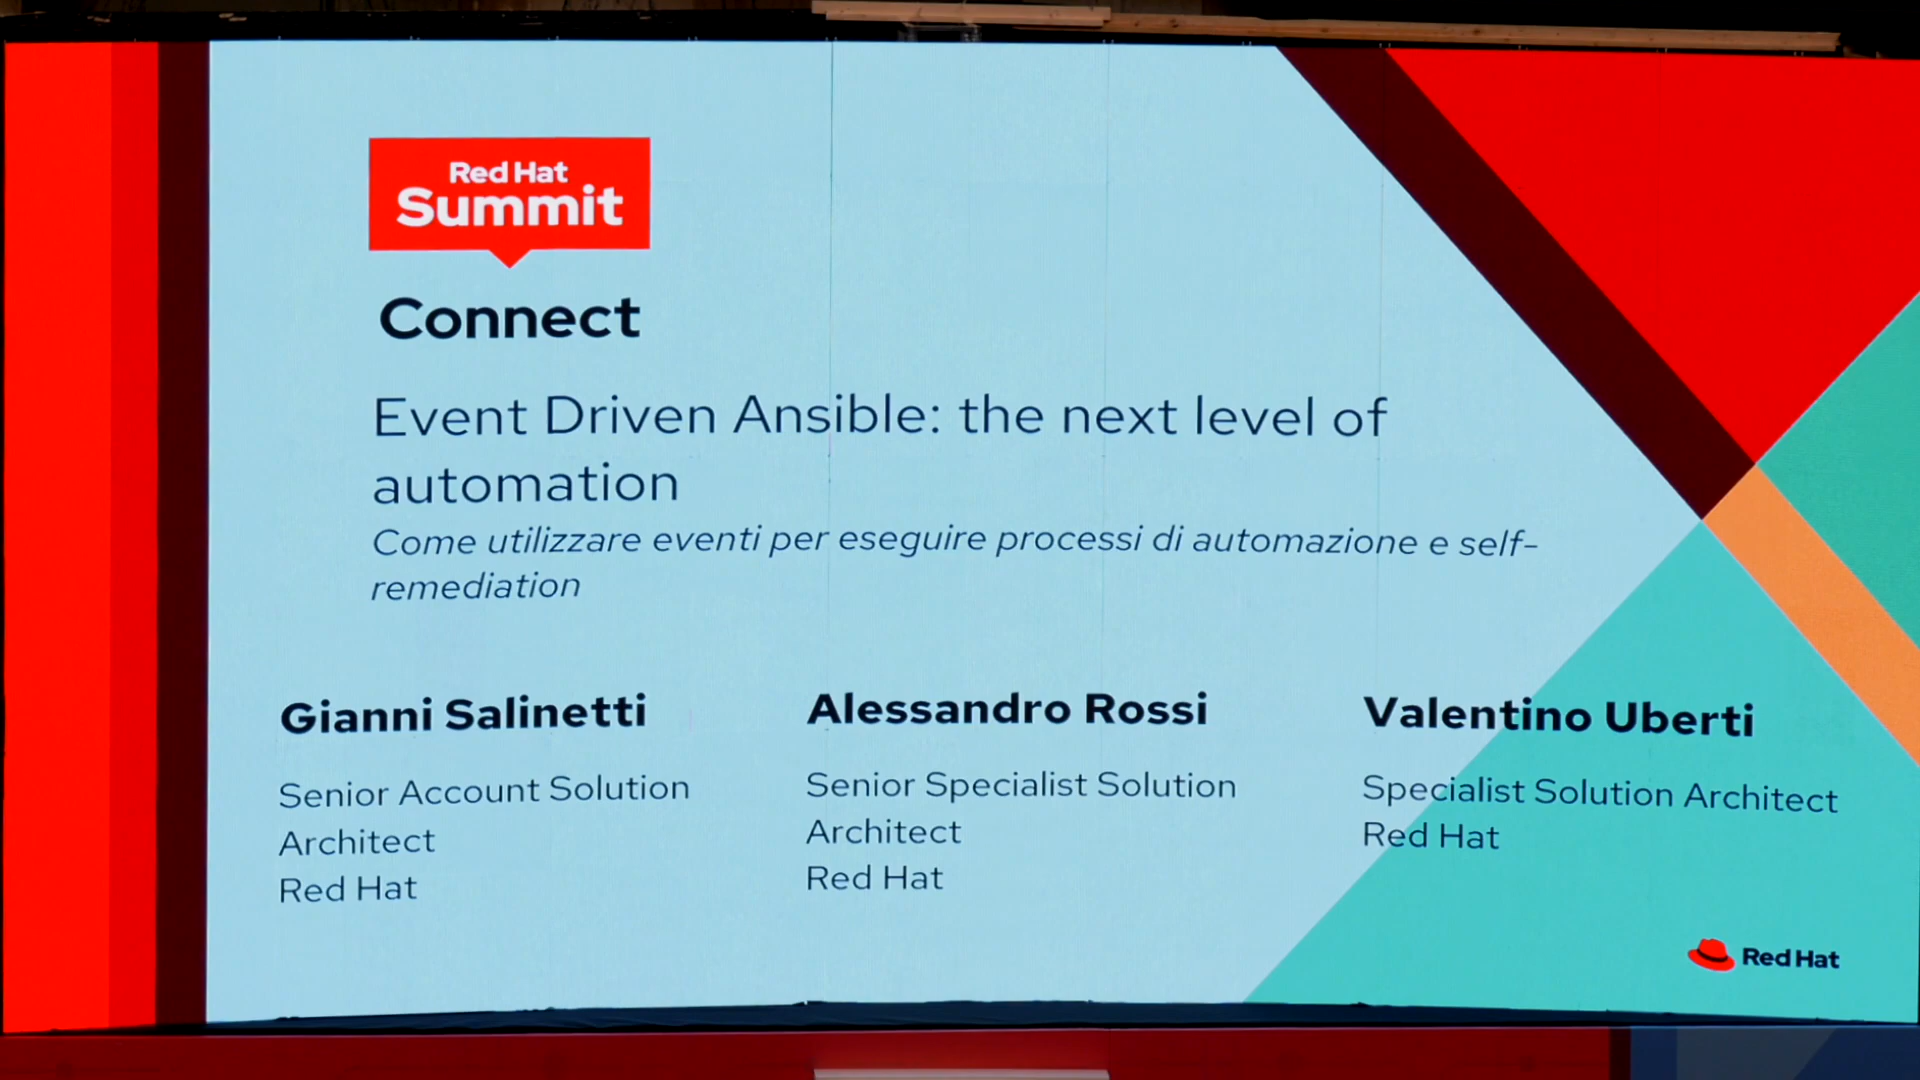 Red Hat
Summit
Connect
Event Driven Ansible: the next level of
automation
Come utilizzare eventi per eseguire processi di automazione e self-
remediation
Gianni Salinetti
Senior Account Solution
Architect
Red Hat
Alessandro Rossi
Senior Specialist Solution
Architect
Red Hat
Valentino Uberti
Specialist Solution Architect
Red Hat
Red Hat